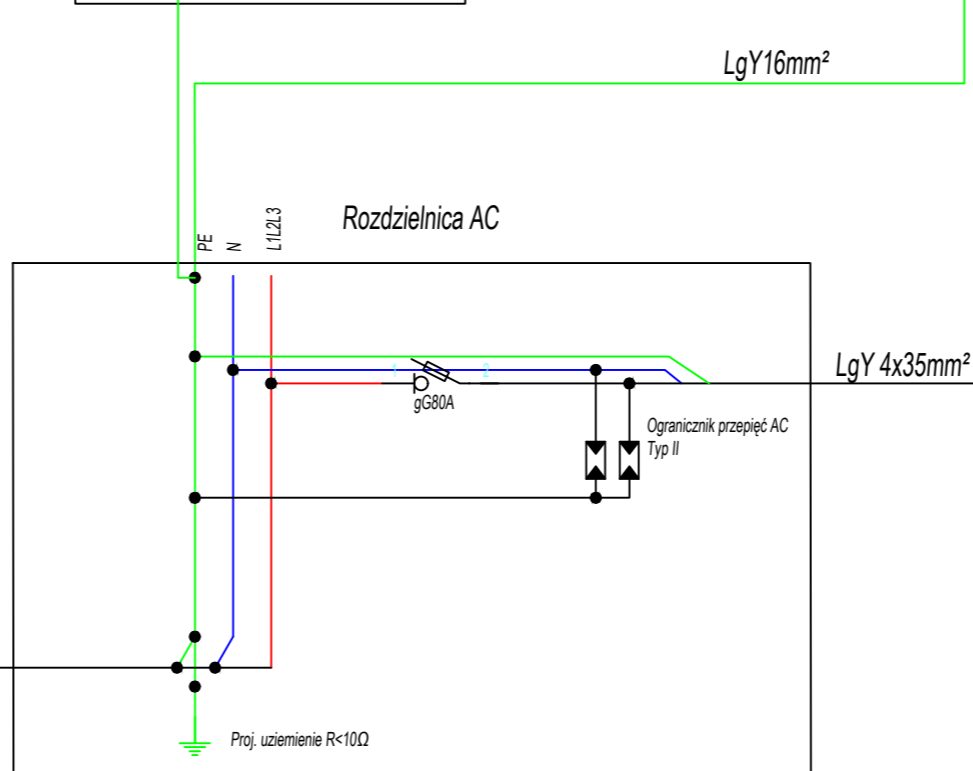 LgY16mm²
Rozdzielnica AC
PE
N
L1L2L3
LgY 4x35mm²
gG80A
Ogranicznik przepięć AC
Typ II
Proj. uziemienie R<10Ω